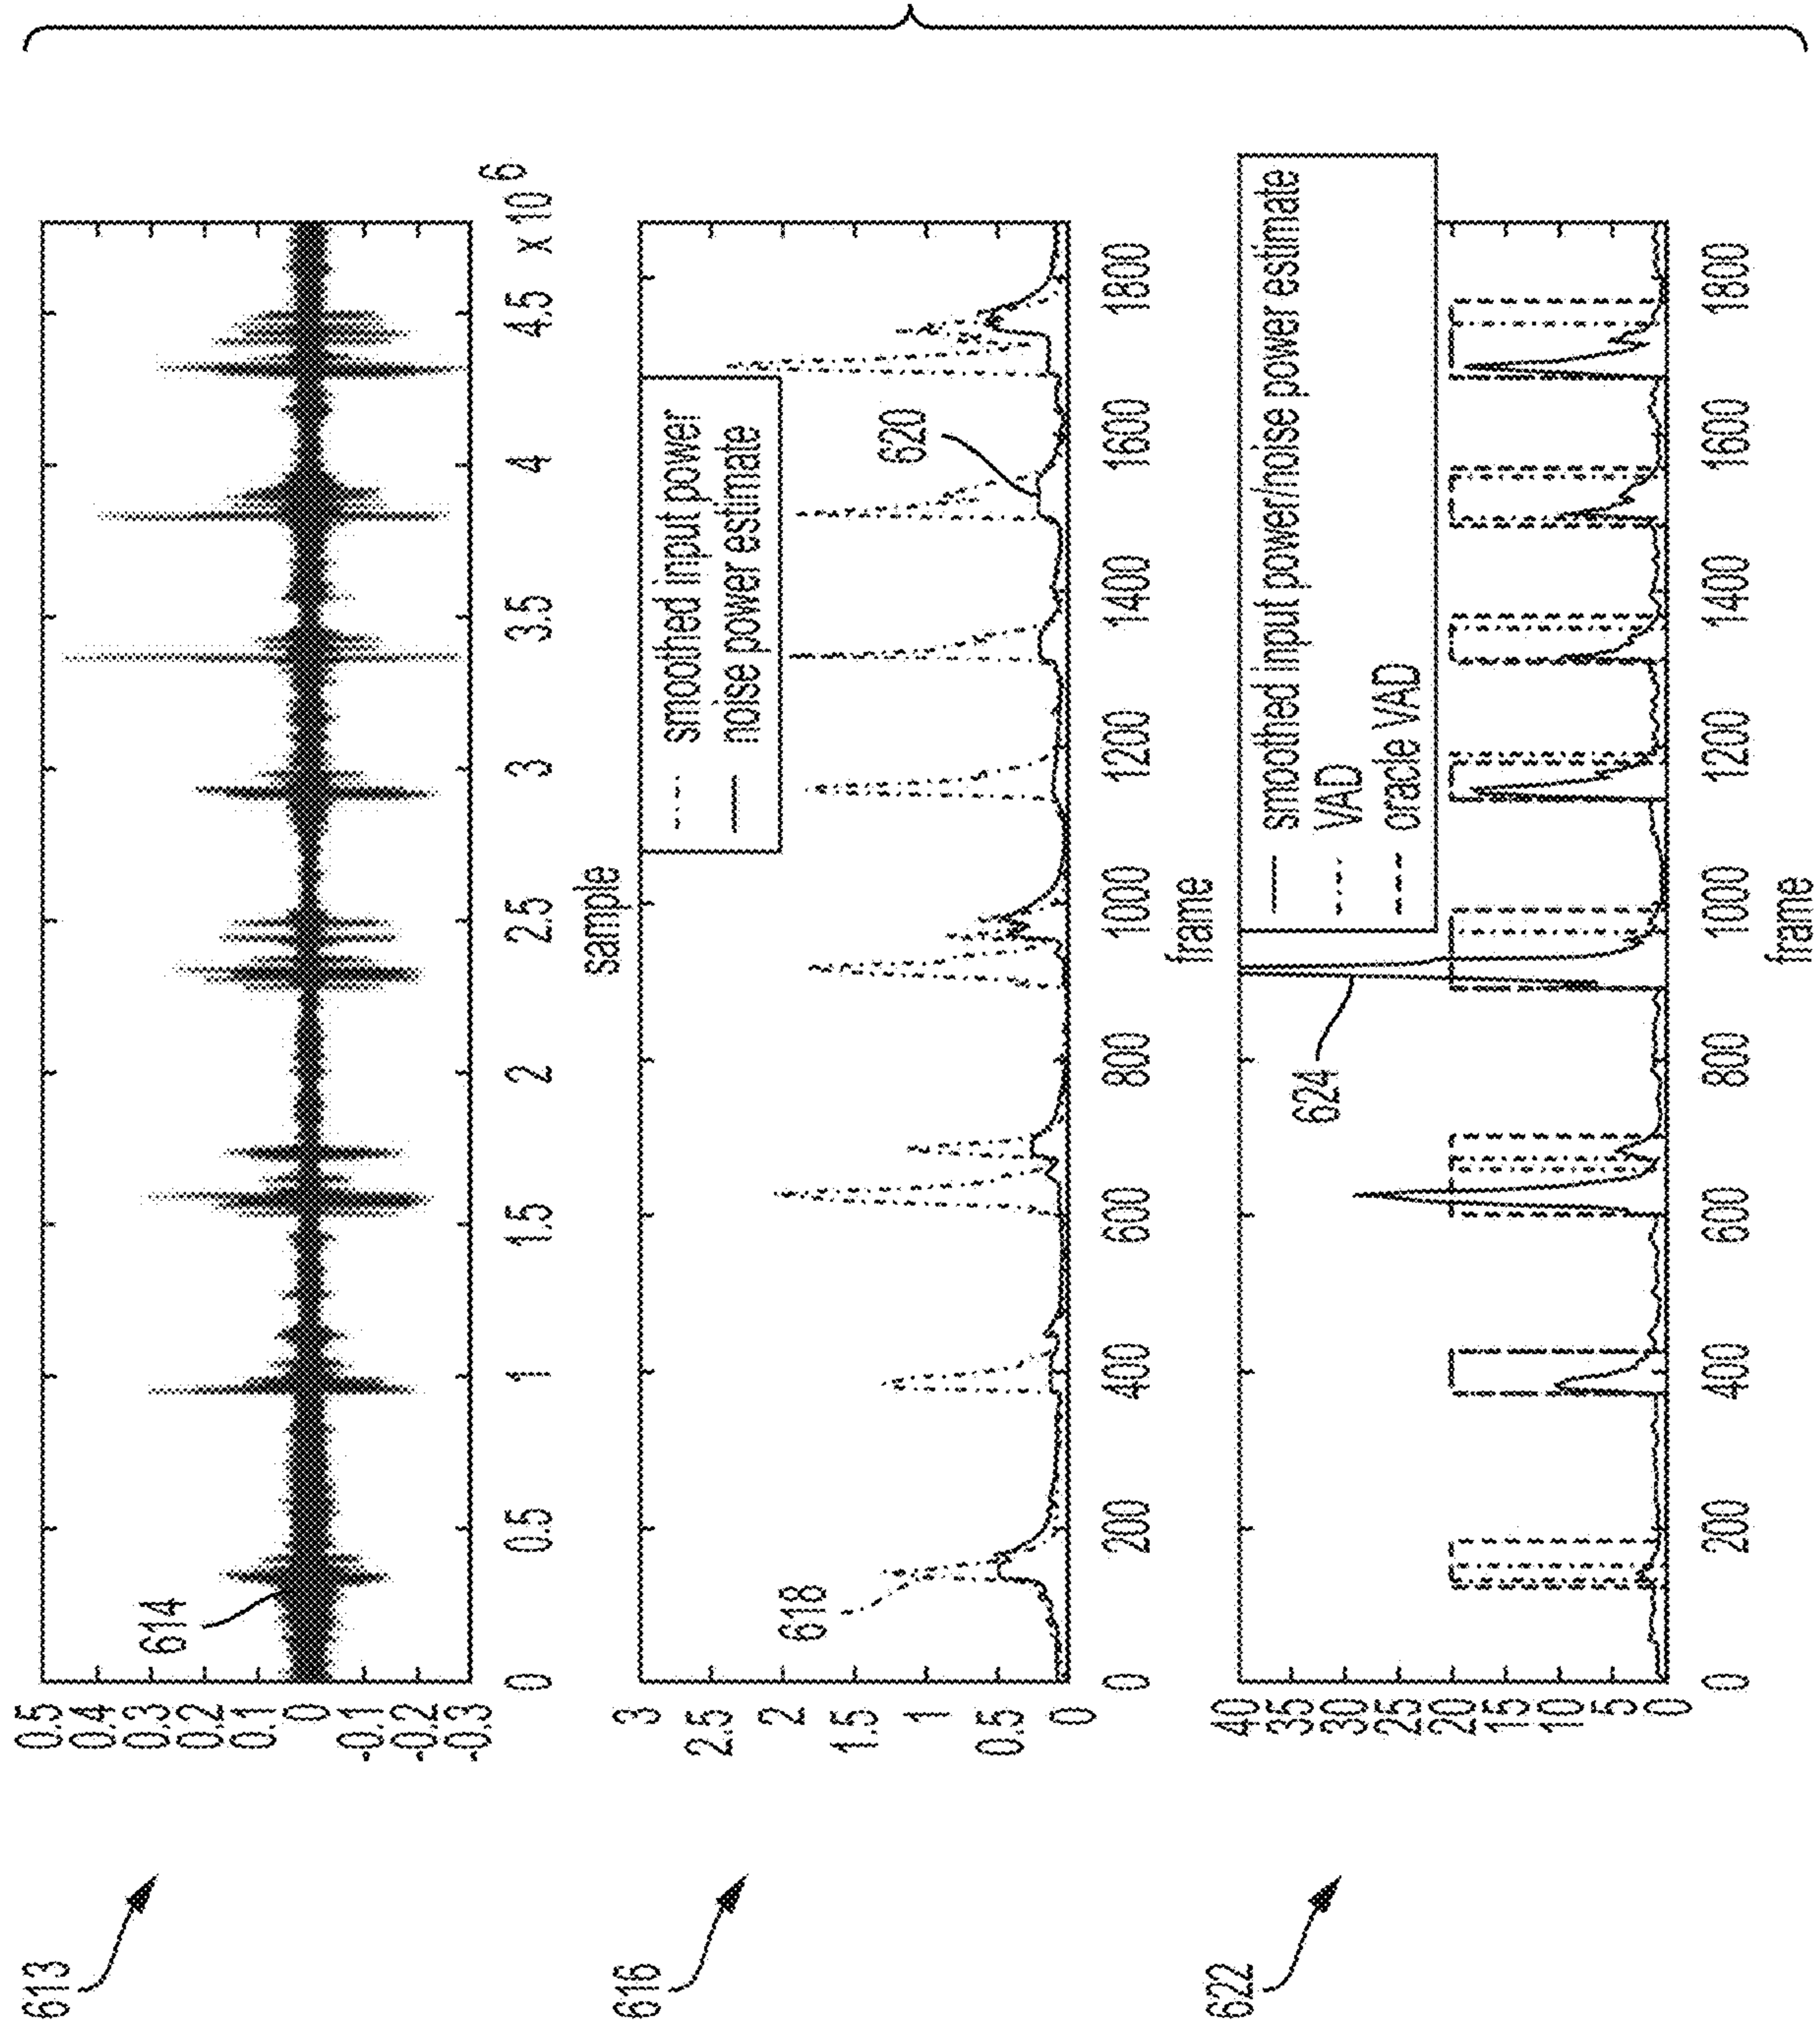 613
614
0.5
0.4
0.3
0.2
0.1
0
-0.1
-0.2
-0.3
0 0.5 1 1.5 2 2.5 3 3.5 4 4.5 x 10 6
sample
616
618
620
smoothed input power
noise power estimate
3
2.5
2
1.5
1
0.5
0
0 200 400 600 800 1000 1200 1400 1600 1800
frame
622
624
smoothed input power/noise power estimate
VAD
oracle VAD
40
35
30
25
20
15
10
5
0
0 200 400 600 800 1000 1200 1400 1600 1800
frame